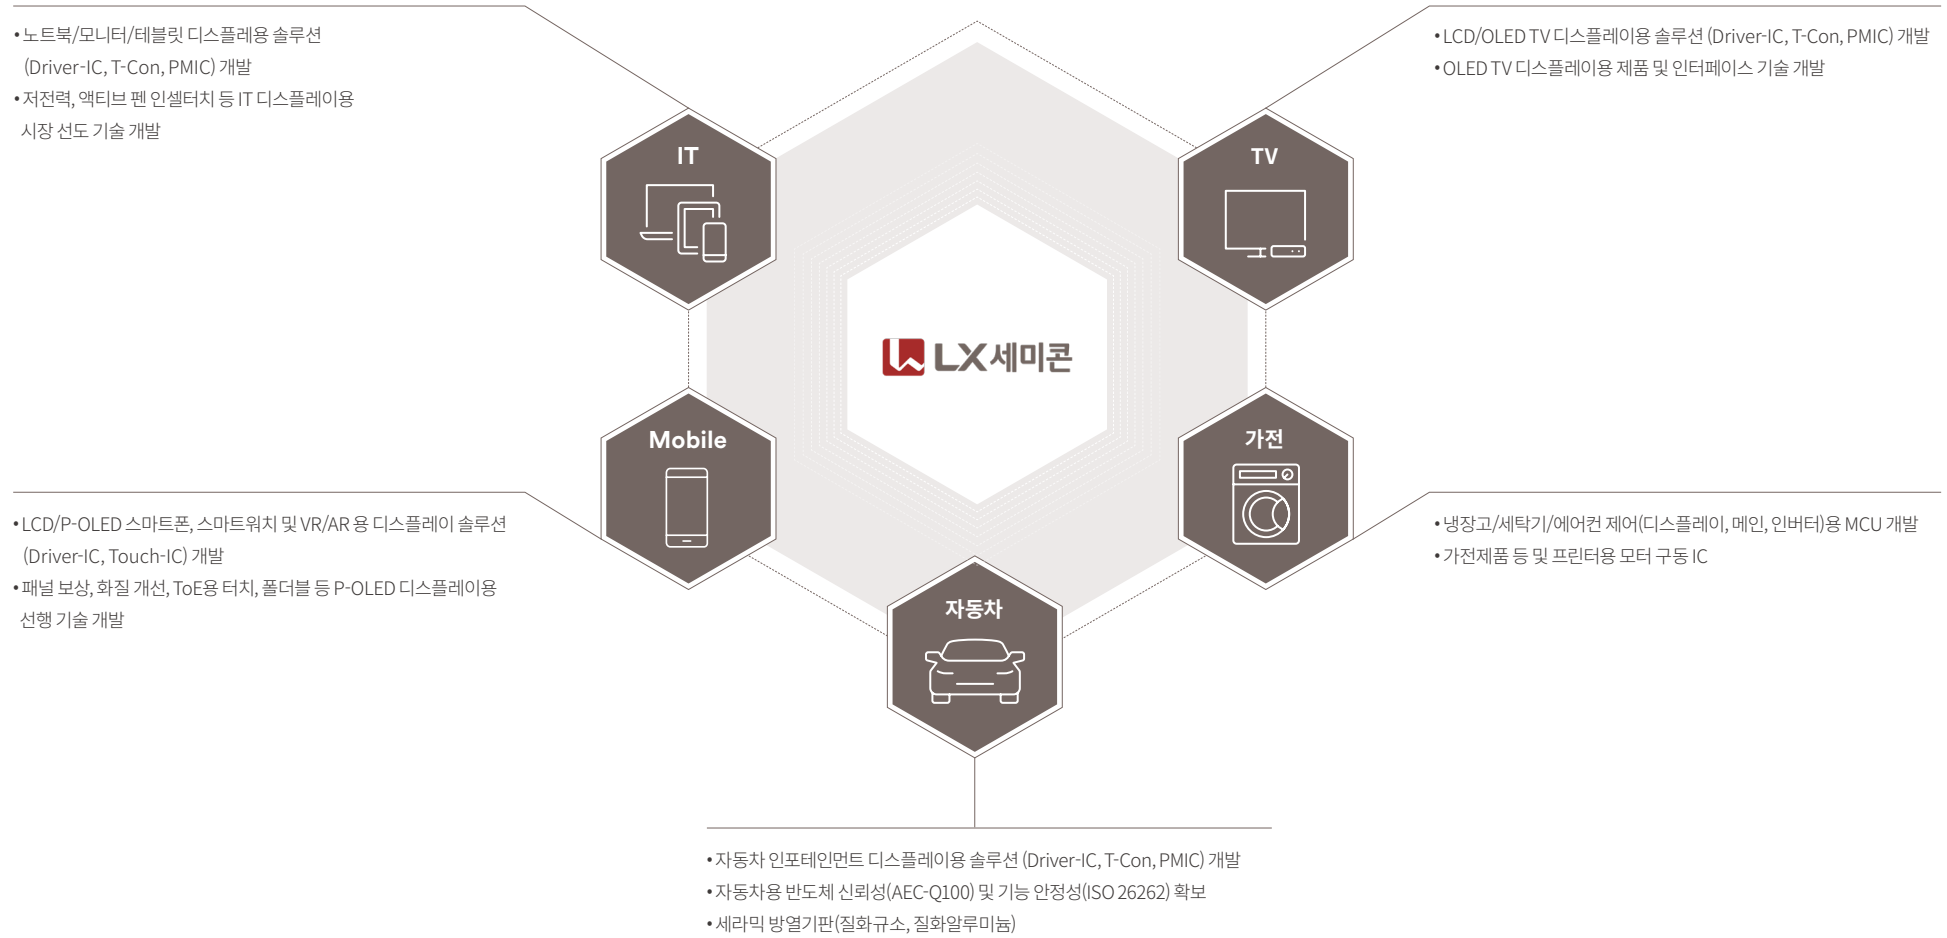 • 노트북/모니터/테블릿 디스플레용 솔루션
(Driver-IC, T-Con, PMIC) 개발
• 저전력, 액티브 펜 인셀터치 등 IT 디스플레이용
시장 선도 기술 개발
• LCD/OLED TV 디스플레이용 솔루션 (Driver-IC, T-Con, PMIC) 개발
• OLED TV 디스플레이용 제품 및 인터페이스 기술 개발
IT
TV
LX세미콘
Mobile
가전
• LCD/P-OLED 스마트폰, 스마트워치 및 VR/AR 용 디스플레이 솔루션
(Driver-IC, Touch-IC) 개발
• 패널 보상, 화질 개선, ToE용 터치, 폴더블 등 P-OLED 디스플레이용
선행 기술 개발
• 냉장고/세탁기/에어컨 제어(디스플레이, 메인, 인버터)용 MCU 개발
• 가전제품 등 및 프린터용 모터 구동 IC
자동차
• 자동차 인포테인먼트 디스플레이용 솔루션 (Driver-IC, T-Con, PMIC) 개발
• 자동차용 반도체 신뢰성(AEC-Q100) 및 기능 안정성(ISO 26262) 확보
• 세라믹 방열기판(질화규소, 질화알루미늄)